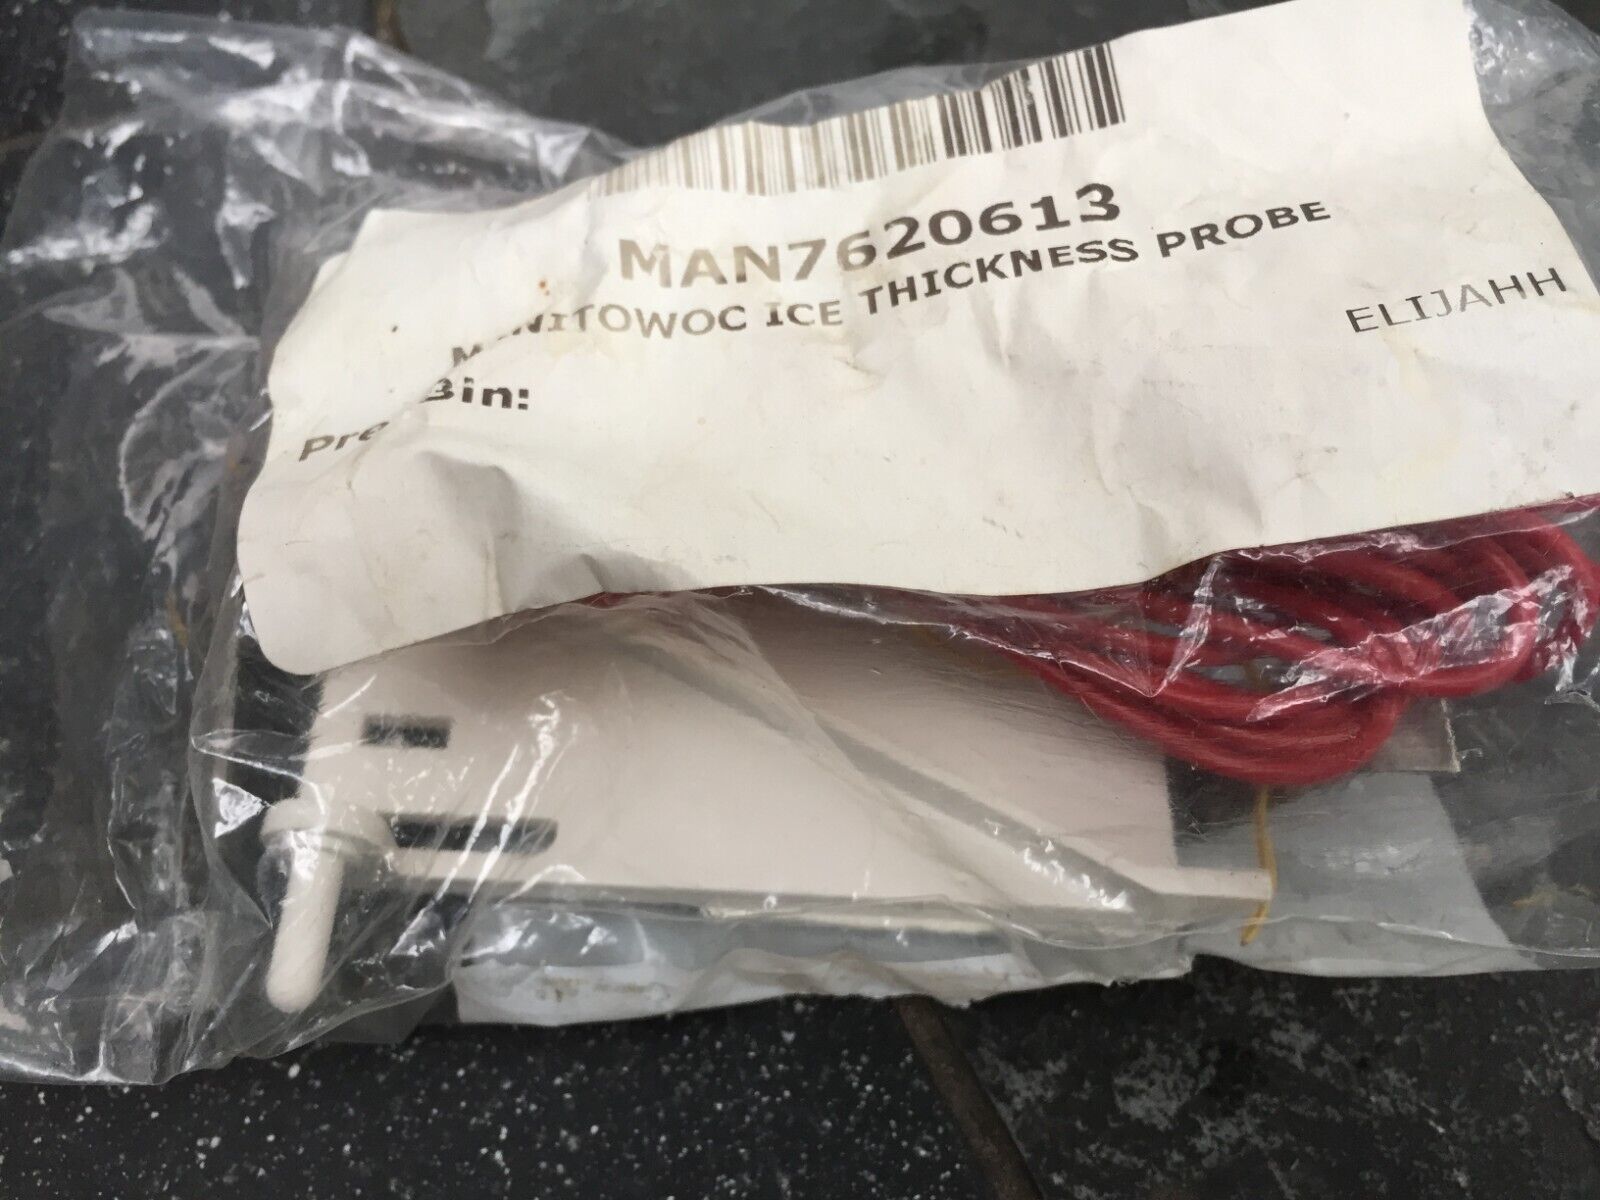 MAN7620613
MANITOWOC ICE THICKNESS PROBE
ELIJAHH
Bin: